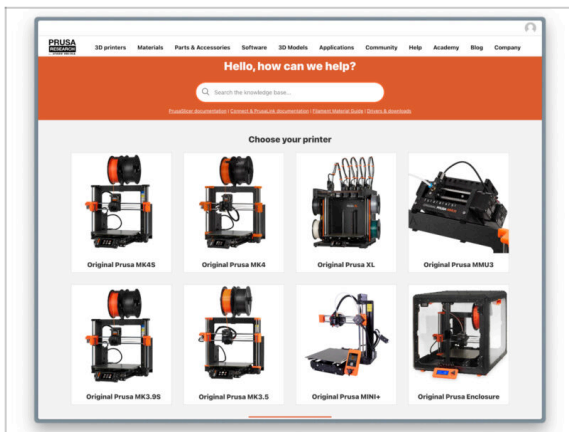 PRUSA
RESEARCH
3D printers Materials Parts & Accessories Software 3D Models Applications Community Help Academy Blog Company
Hello, how can we help?
Search the knowledge base...
PrusaSlicer documentation | Connect & PrusaLink documentation | Filament Material Guide | Drivers & downloads
Choose your printer
Original Prusa MK4S Original Prusa MK4 Original Prusa XL Original Prusa MMU3
Original Prusa MK3.9S Original Prusa MK3.5 Original Prusa MINI+ Original Prusa Enclosure